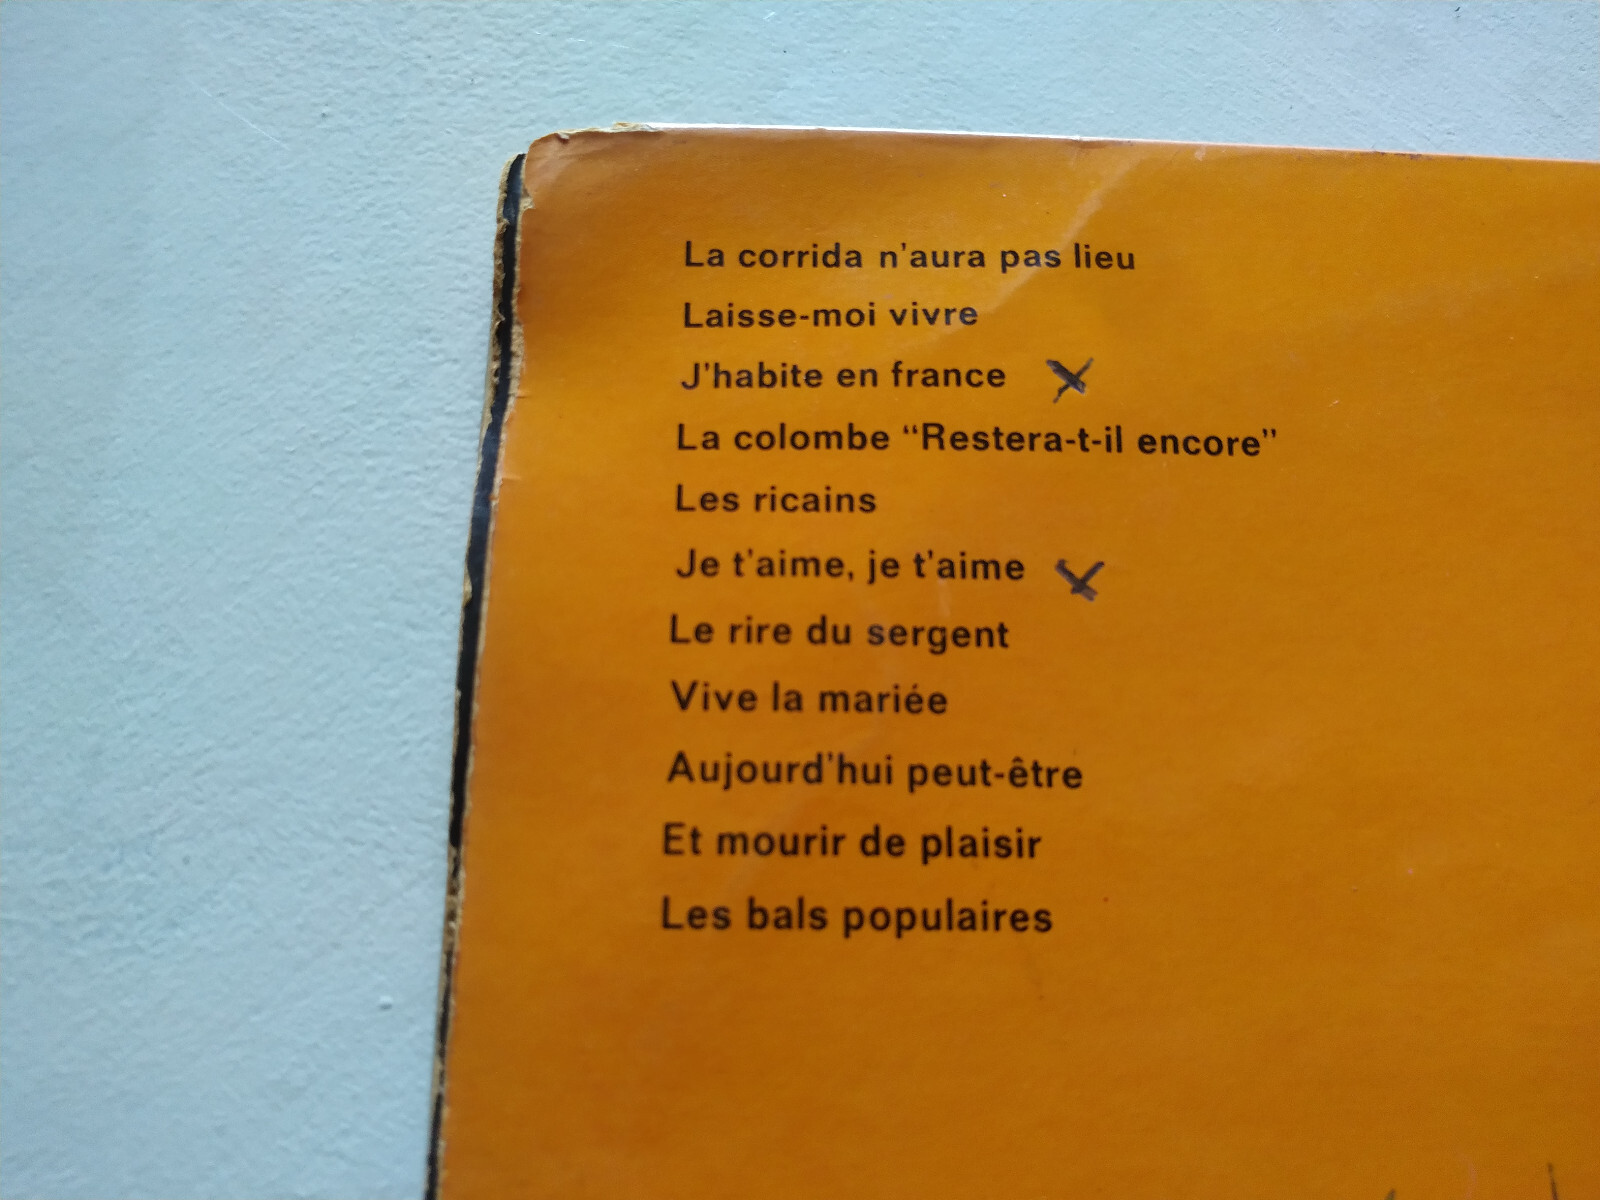 La corrida n'aura pas lieu
Laisse-moi vivre
J'habite en france
La colombe “Restera-t-il encore”
Les ricains
Je t'aime, je t'aime
Le rire du sergent
Vive la mariée
Aujourd'hui peut-être
Et mourir de plaisir
Les bals populaires